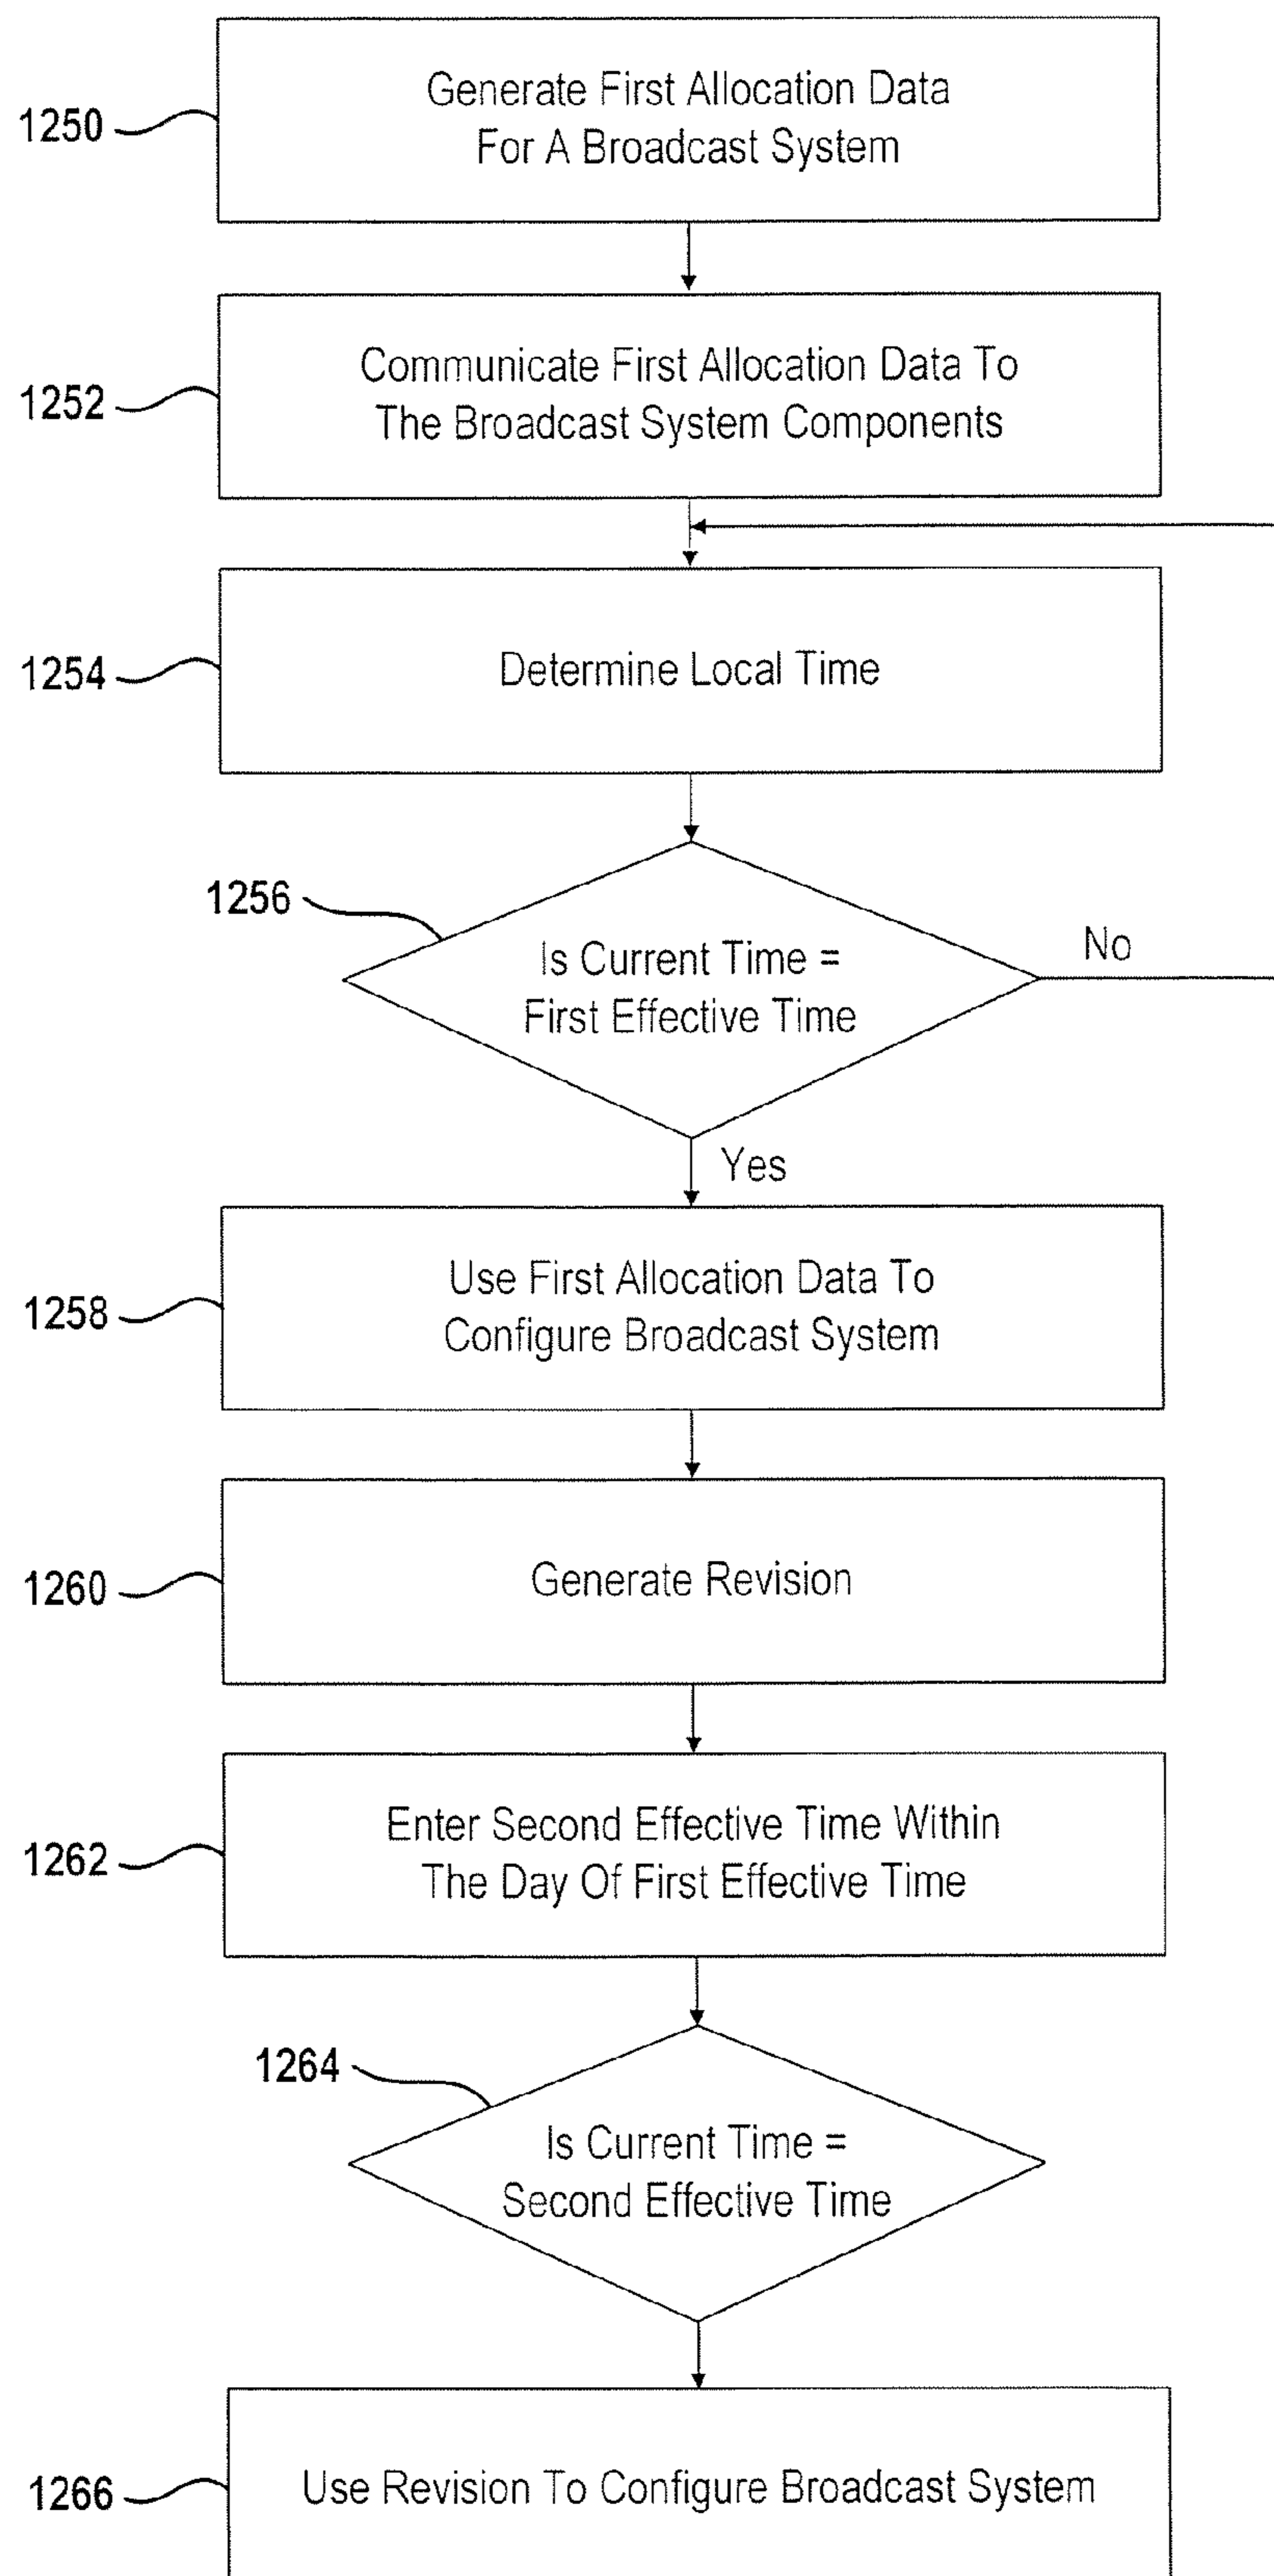 1250
Generate First Allocation Data
For A Broadcast System
1252
Communicate First Allocation Data To
The Broadcast System Components
1254
Determine Local Time
1256
Is Current Time =
First Effective Time
No
Yes
1258
Use First Allocation Data To
Configure Broadcast System
1260
Generate Revision
1262
Enter Second Effective Time Within
The Day Of First Effective Time
1264
Is Current Time =
Second Effective Time
1266
Use Revision To Configure Broadcast System